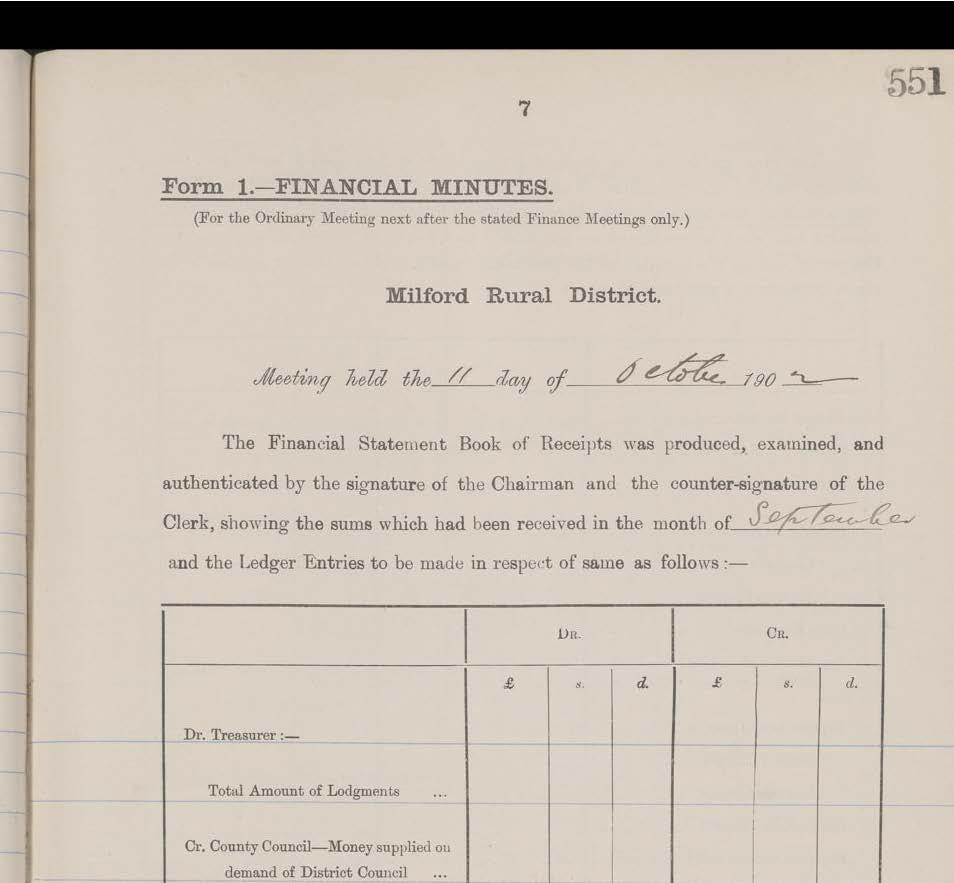 551
7
Form 1.—FINANCIAL MINUTES.
(For the Ordinary Meeting next after the stated Finance Meetings only.)
Milford Rural District.
Meeting held the 11 day of October 1902
The Financial Statement Book of Receipts was produced, examined, and
authenticated by the signature of the Chairman and the counter-signature of the
Clerk, showing the sums which had been received in the month of September
and the Ledger Entries to be made in respect of same as follows :—
DR. CR.
£ s. d. £ s. d.
Dr. Treasurer :—
Total Amount of Lodgments ...
Cr. County Council—Money supplied on
demand of District Council ...